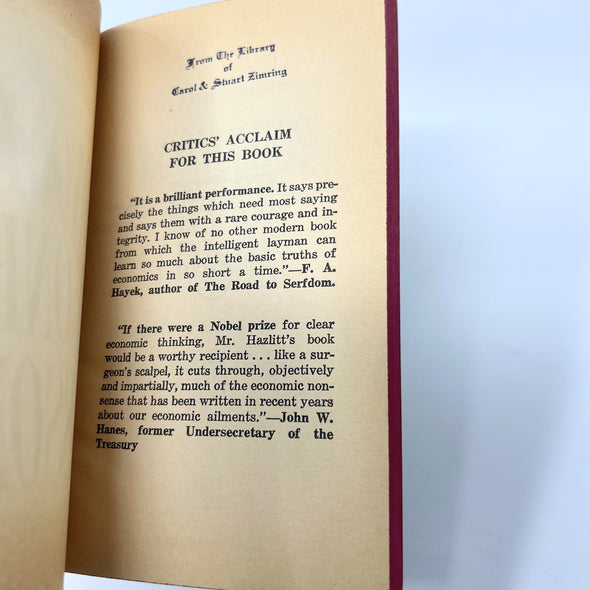 From The Library
of
Carol & Stuart Zimring
CRITICS' ACCLAIM
FOR THIS BOOK
"It is a brilliant performance. It says pre-
cisely the things which need most saying
and says them with a rare courage and in-
tegrity. I know of no other modern book
from which the intelligent layman can
learn so much about the basic truths of
economics in so short a time."—F. A.
Hayek, author of The Road to Serfdom.
"If there were a Nobel prize for clear
economic thinking, Mr. Hazlitt's book
would be a worthy recipient . . . like a sur-
geon's scalpel, it cuts through, objectively
and impartially, much of the economic non-
sense that has been written in recent years
about our economic ailments."—John W.
Hanes, former Undersecretary of the
Treasury